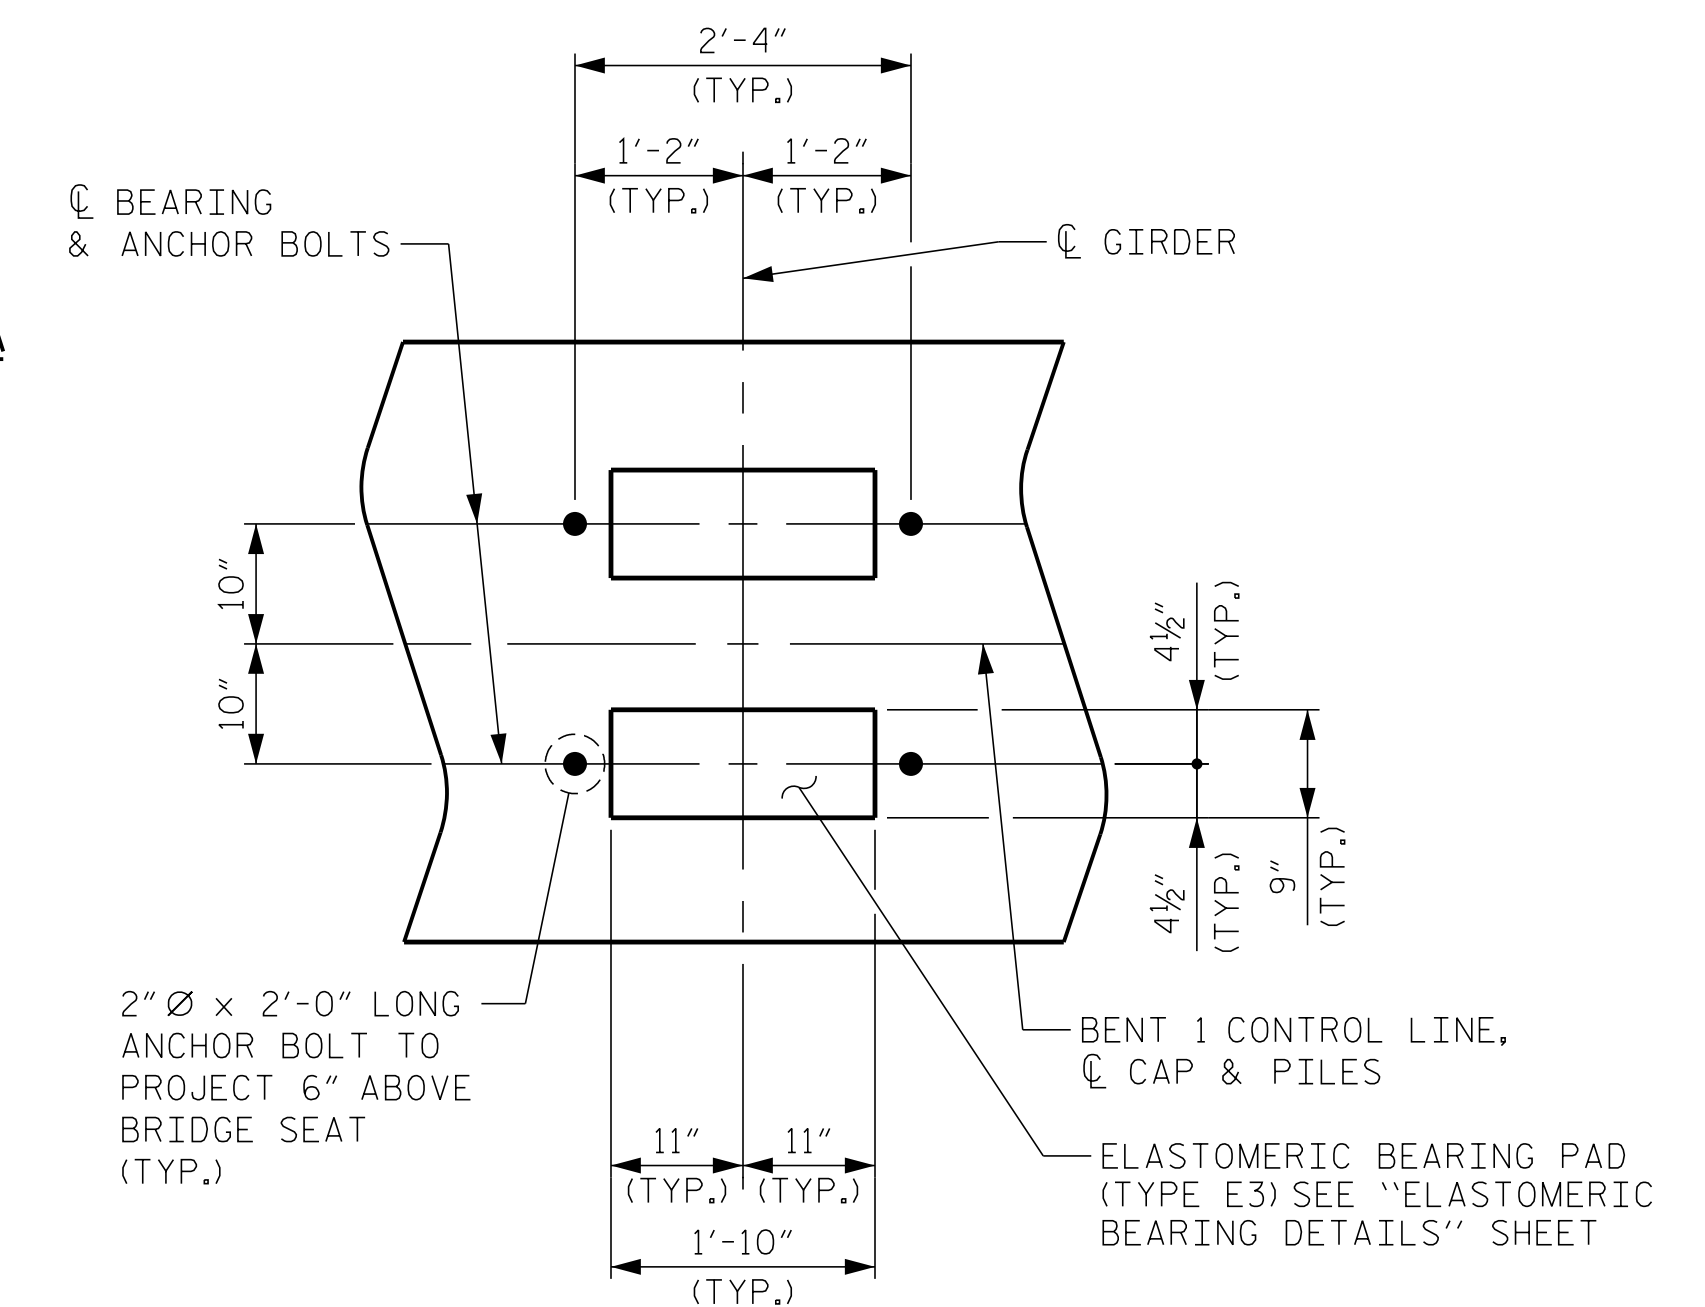 2'-4"
(TYP.)
1'-2"
(TYP.)
1'-2"
(TYP.)
℄ BEARING
& ANCHOR BOLTS
℄ GIRDER
10"
10"
4½"
(TYP.)
4½"
(TYP.)
9"
(TYP.)
2"Ø x 2'-0" LONG
ANCHOR BOLT TO
PROJECT 6" ABOVE
BRIDGE SEAT
(TYP.)
BENT 1 CONTROL LINE,
℄ CAP & PILES
ELASTOMERIC BEARING PAD
(TYPE E3) SEE ‵‵ELASTOMERIC
BEARING DETAILS′′ SHEET
11"
(TYP.)
11"
(TYP.)
1'-10"
(TYP.)